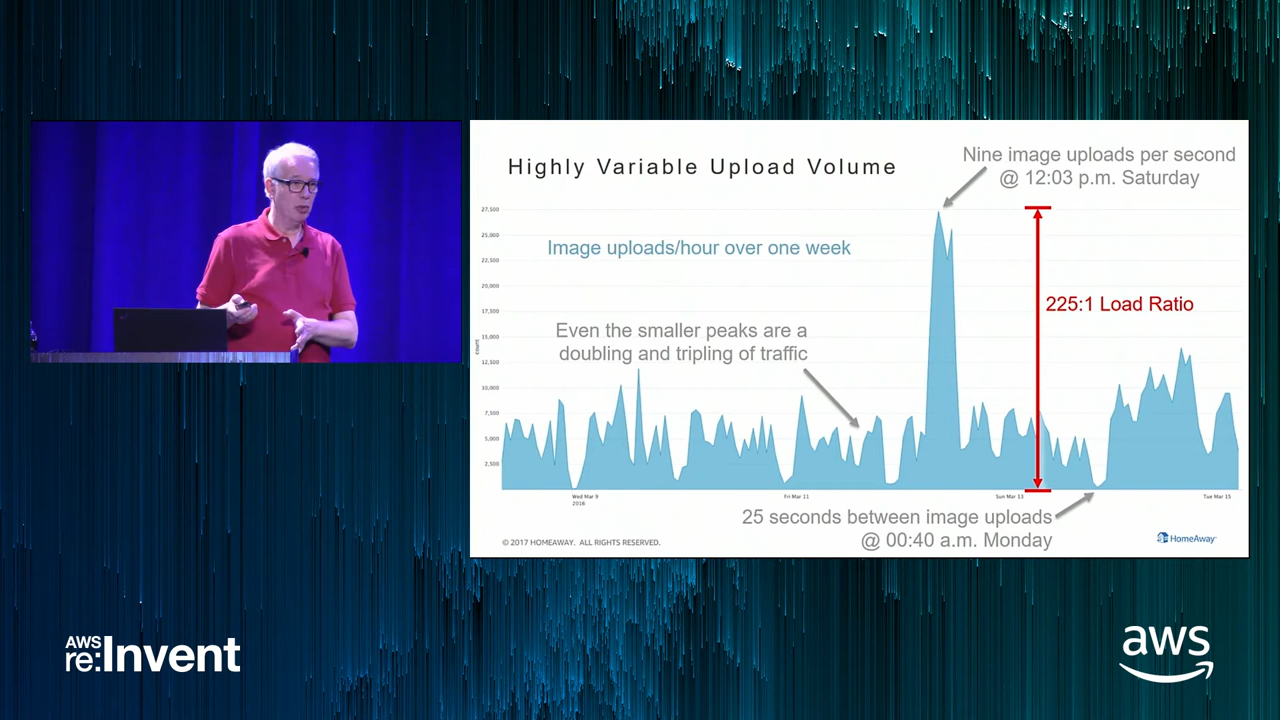 Highly Variable Upload Volume
Nine image uploads per second
@ 12:03 p.m. Saturday
Image uploads/hour over one week
225:1 Load Ratio
Even the smaller peaks are a
doubling and tripling of traffic
27,500
25,000
22,500
20,000
17,500
15,000
12,500
10,000
7,500
5,000
2,500
count
Wed Mar 9
2016
Fri Mar 11
Sun Mar 13
Tue Mar 15
25 seconds between image uploads
@ 00:40 a.m. Monday
© 2017 HOMEAWAY. ALL RIGHTS RESERVED.
HomeAway
AWS
re:Invent
aws